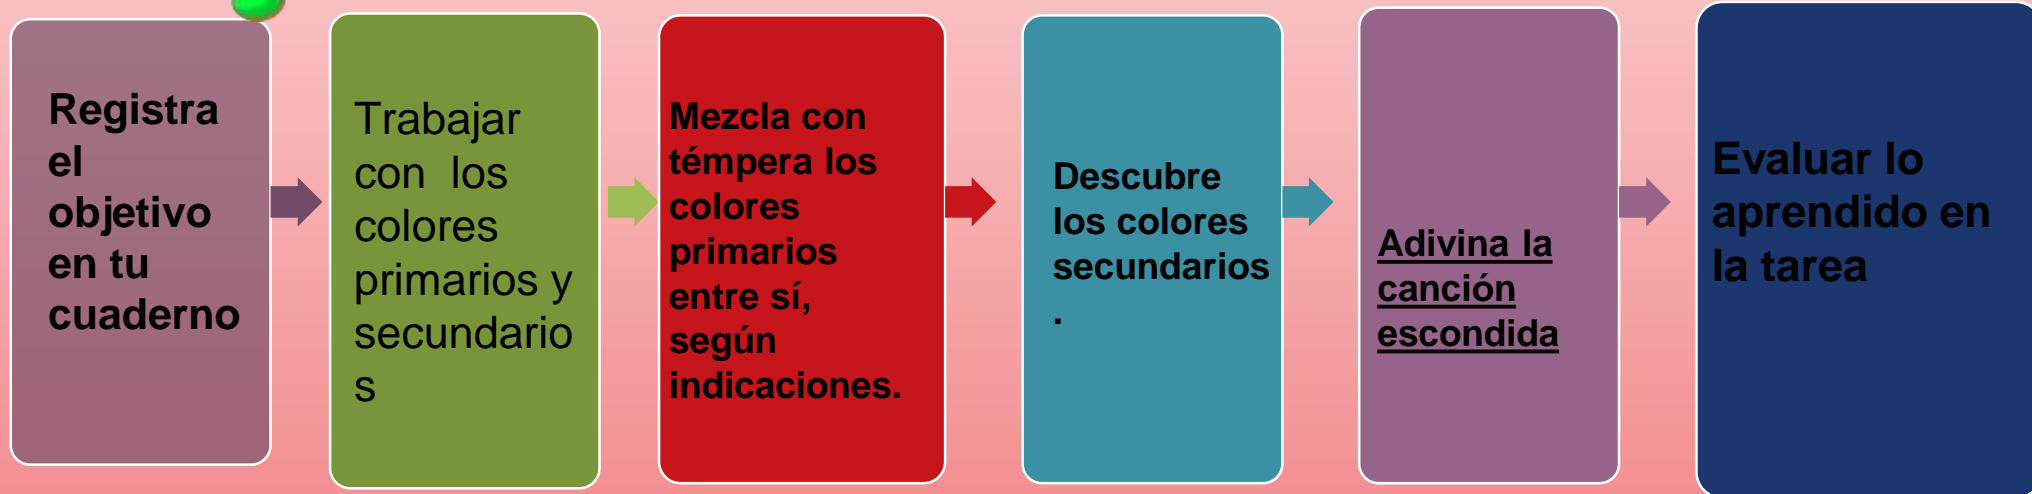 Registra
el
objetivo
en tu
cuaderno
Trabajar
con los
colores
primarios y
secundario
s
Mezcla con
témpera los
colores
primarios
entre sí,
según
indicaciones.
Descubre
los colores
secundarios
.
Adivina la
canción
escondida
Evaluar lo
aprendido en
la tarea